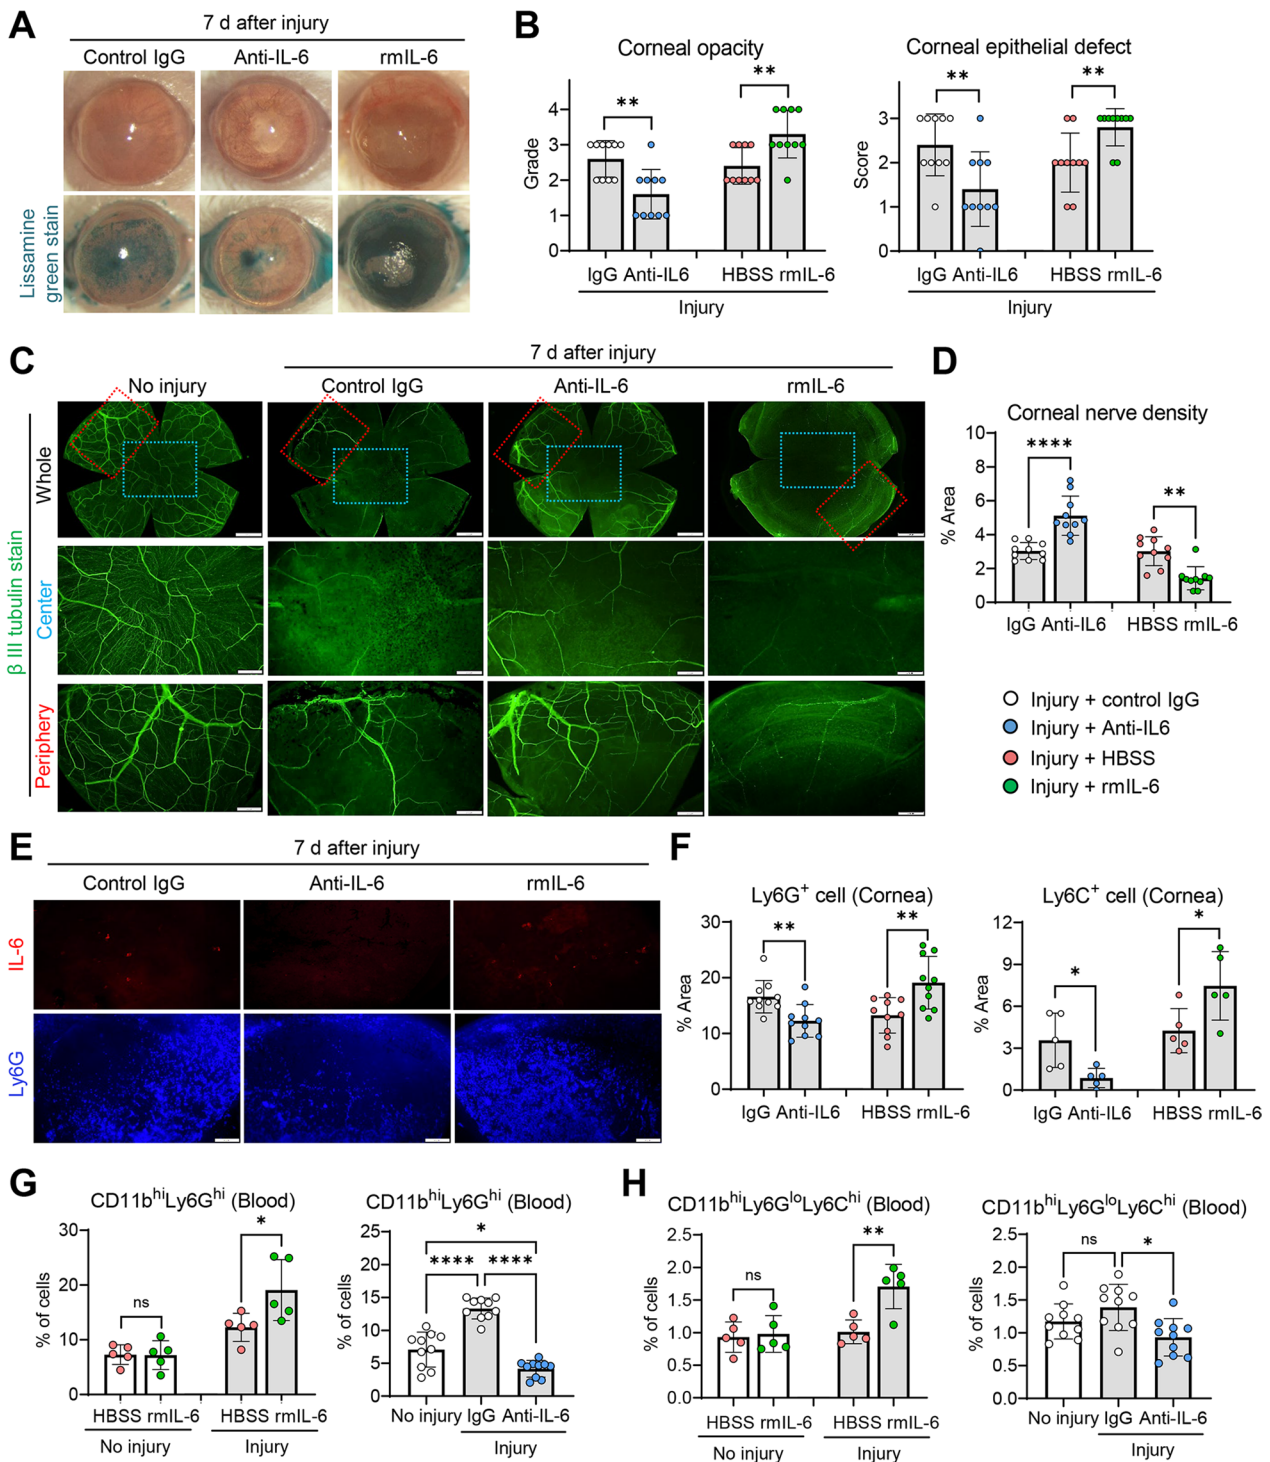 A
7 d after injury
Control IgG Anti-IL-6 rmIL-6
Lissamine
green stain
B
Corneal opacity
Grade
4
3
2
1
0
**
**
IgG Anti-IL6 HBSS rmIL-6
Injury
Corneal epithelial defect
Score
3
2
1
0
**
**
IgG Anti-IL6 HBSS rmIL-6
Injury
C
7 d after injury
No injury Control IgG Anti-IL-6 rmIL-6
β III tubulin stain
Whole
Center
Periphery
D
Corneal nerve density
% Area
10
8
6
4
2
0
****
**
IgG Anti-IL6 HBSS rmIL-6
Injury + control IgG
Injury + Anti-IL6
Injury + HBSS
Injury + rmIL-6
E
7 d after injury
Control IgG Anti-IL-6 rmIL-6
IL-6
Ly6G
F
Ly6G+ cell (Cornea)
% Area
30
20
10
0
**
**
IgG Anti-IL6 HBSS rmIL-6
Ly6C+ cell (Cornea)
% Area
12
9
6
3
0
*
*
IgG Anti-IL6 HBSS rmIL-6
G
CD11bhiLy6Ghi (Blood)
% of cells
30
20
10
0
ns
*
HBSS rmIL-6 HBSS rmIL-6
No injury Injury
CD11bhiLy6Ghi (Blood)
% of cells
25
20
15
10
5
0
*
**** ****
No injury IgG Anti-IL-6
Injury
H
CD11bhiLy6GloLy6Chi (Blood)
% of cells
2.5
2.0
1.5
1.0
0.5
0.0
ns
**
HBSS rmIL-6 HBSS rmIL-6
No injury Injury
CD11bhiLy6GloLy6Chi (Blood)
% of cells
2.5
2.0
1.5
1.0
0.5
0.0
ns
*
No injury IgG Anti-IL-6
Injury